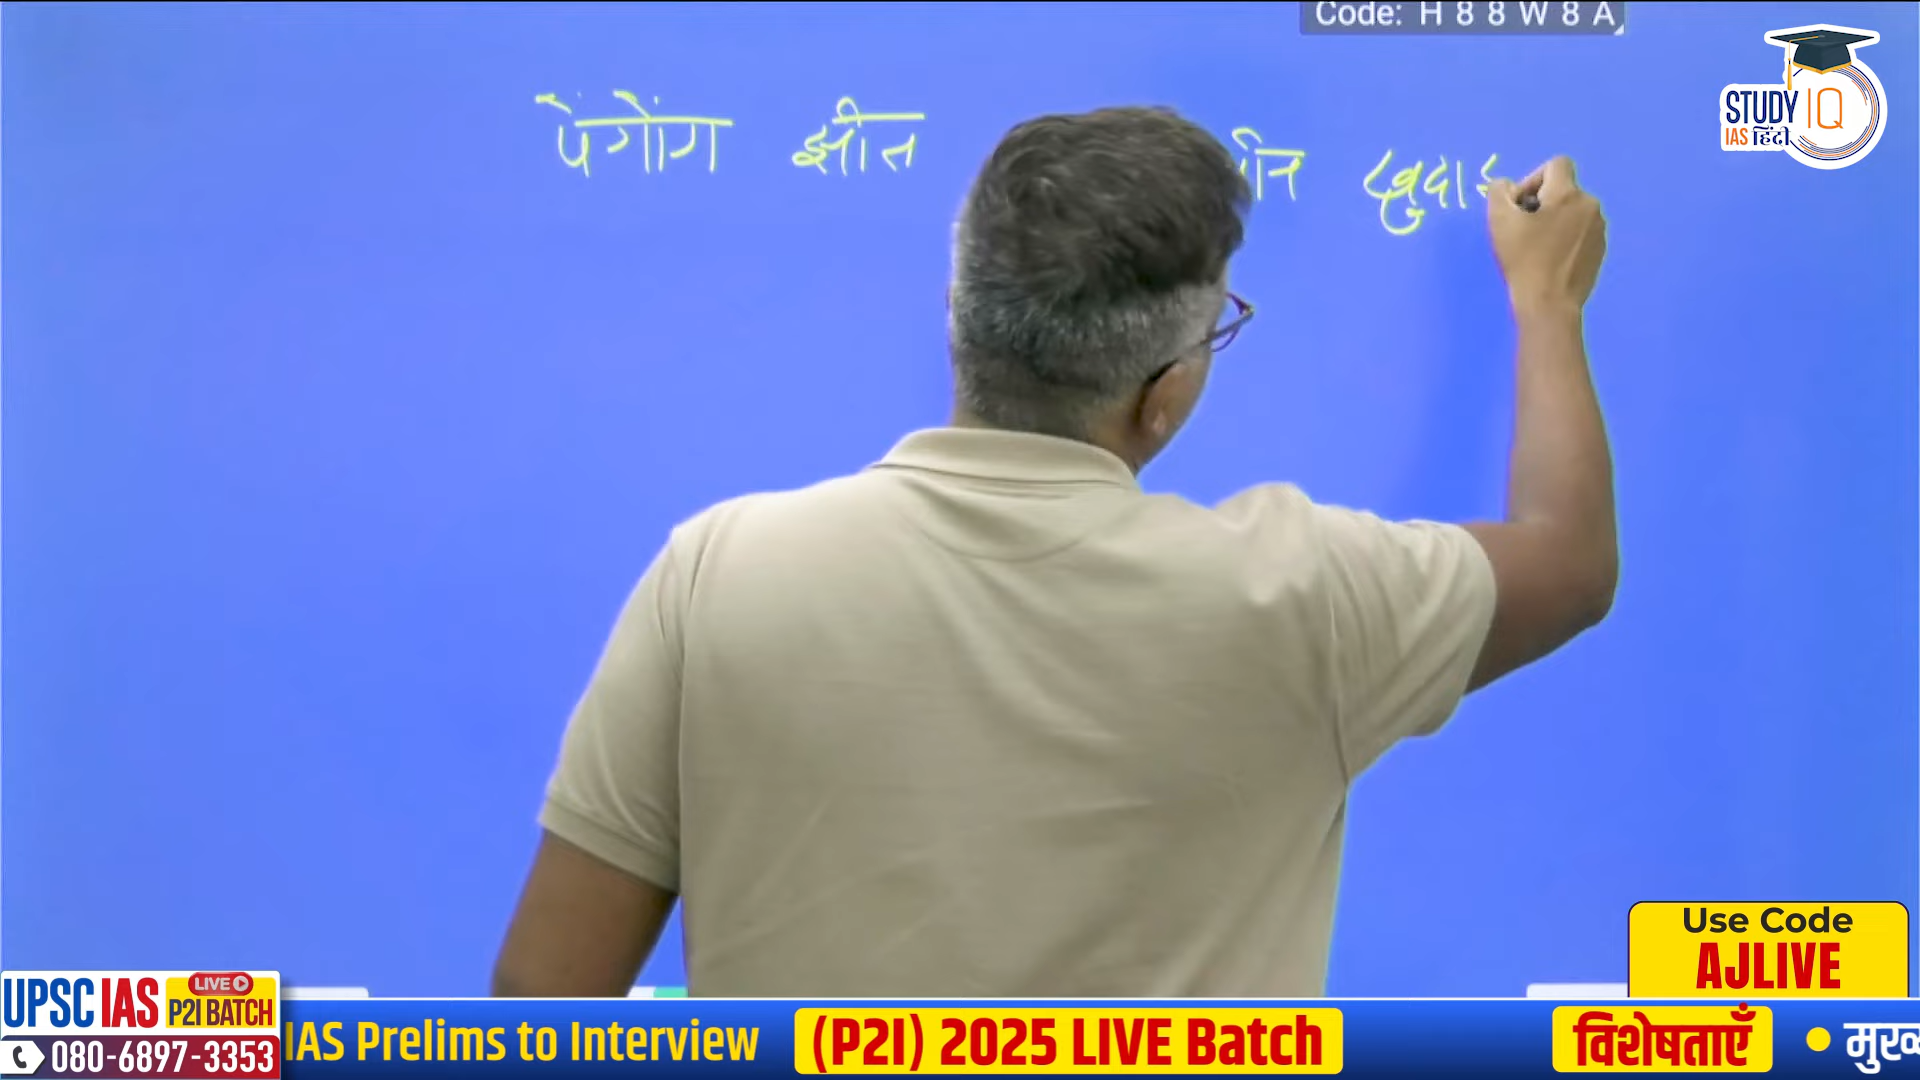 Code: H 8 8 W 8 A
STUDY IQ
IAS हिंदी
पेंगोंग झील
खुदाई
Use Code
AJLIVE
UPSC IAS LIVE P2I BATCH
080-6897-3353
IAS Prelims to Interview (P2I) 2025 LIVE Batch विशेषताएँ